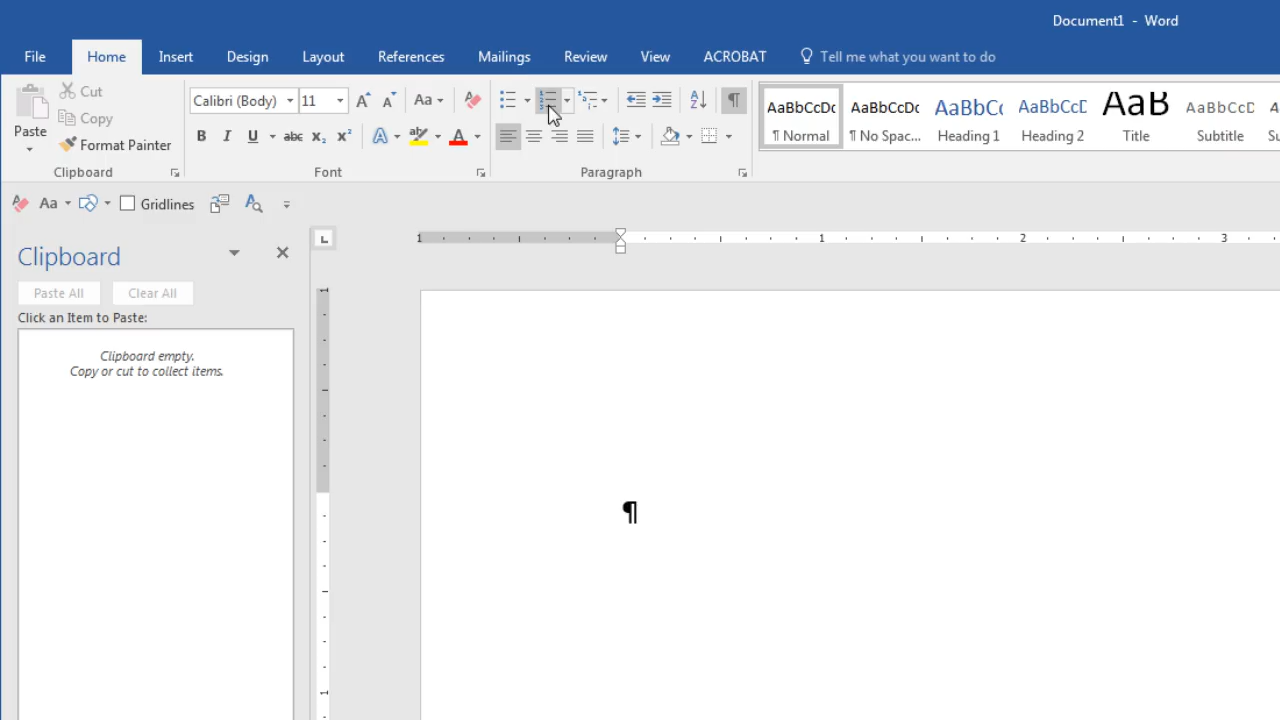 Document1 - Word
File Home Insert Design Layout References Mailings Review View ACROBAT Tell me what you want to do
Paste
Cut
Copy
Format Painter
Clipboard
Calibri (Body) 11 A A Aa
B I U abc x₂ x² A A
Font
Paragraph
AaBbCcDc AaBbCcDc AaBbCc AaBbCcD AaB AaBbCcD
¶ Normal ¶ No Spac... Heading 1 Heading 2 Title Subtitle
Aa Gridlines
Clipboard
Paste All Clear All
Click an Item to Paste:
Clipboard empty.
Copy or cut to collect items.
1 1 2 3
1
¶
1